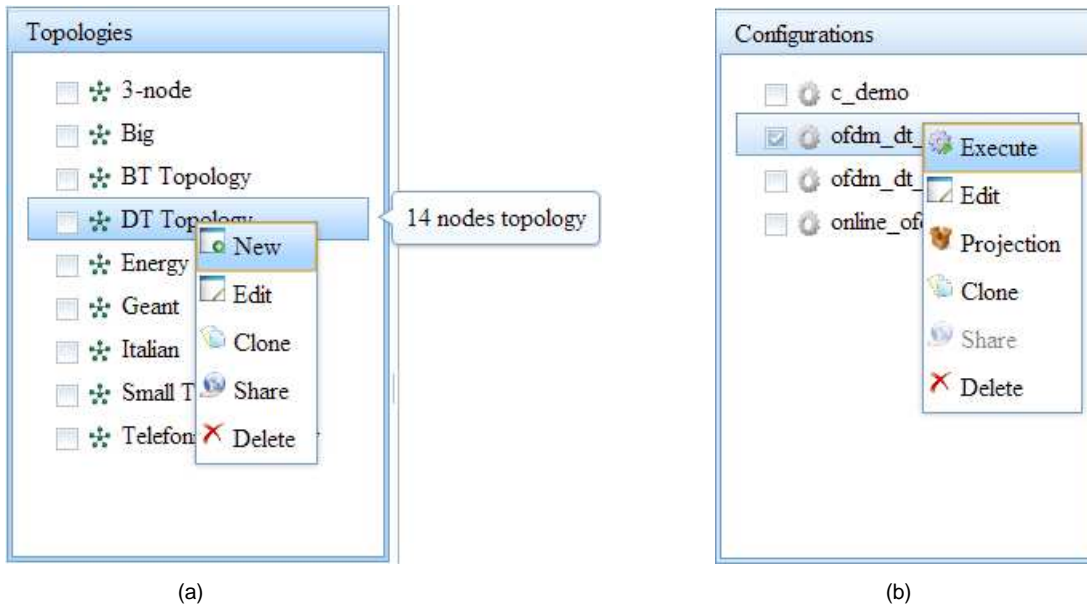 Topologies
3-node
Big
BT Topology
DT Topology
14 nodes topology
Energy
Geant
Italian
Small T
Telefon
New
Edit
Clone
Share
Delete
(a)
Configurations
c_demo
ofdm_dt_
ofdm_dt_
online_of
Execute
Edit
Projection
Clone
Share
Delete
(b)